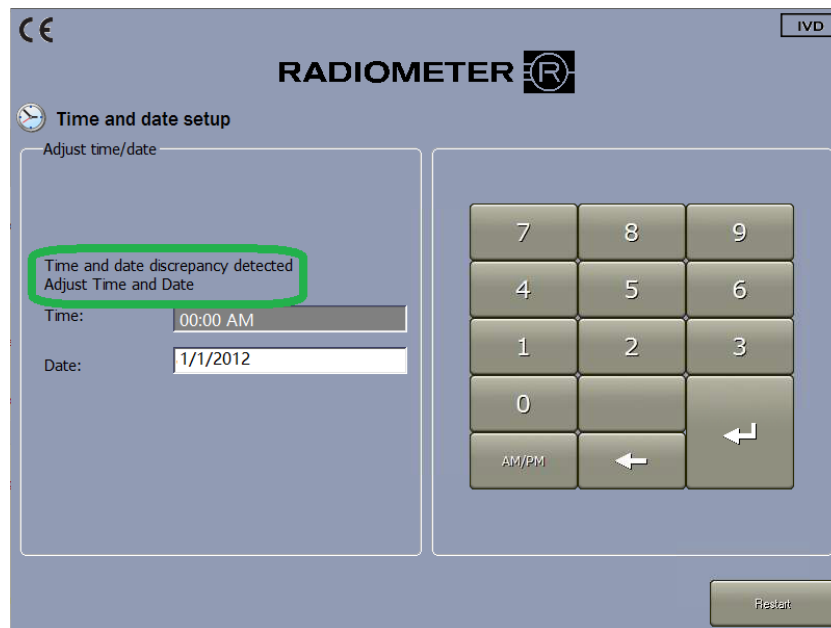 CE
IVD
RADIOMETER R
Time and date setup
Adjust time/date
Time and date discrepancy detected
Adjust Time and Date
Time:
00:00 AM
Date:
1/1/2012
7 8 9
4 5 6
1 2 3
0
AM/PM
Restart